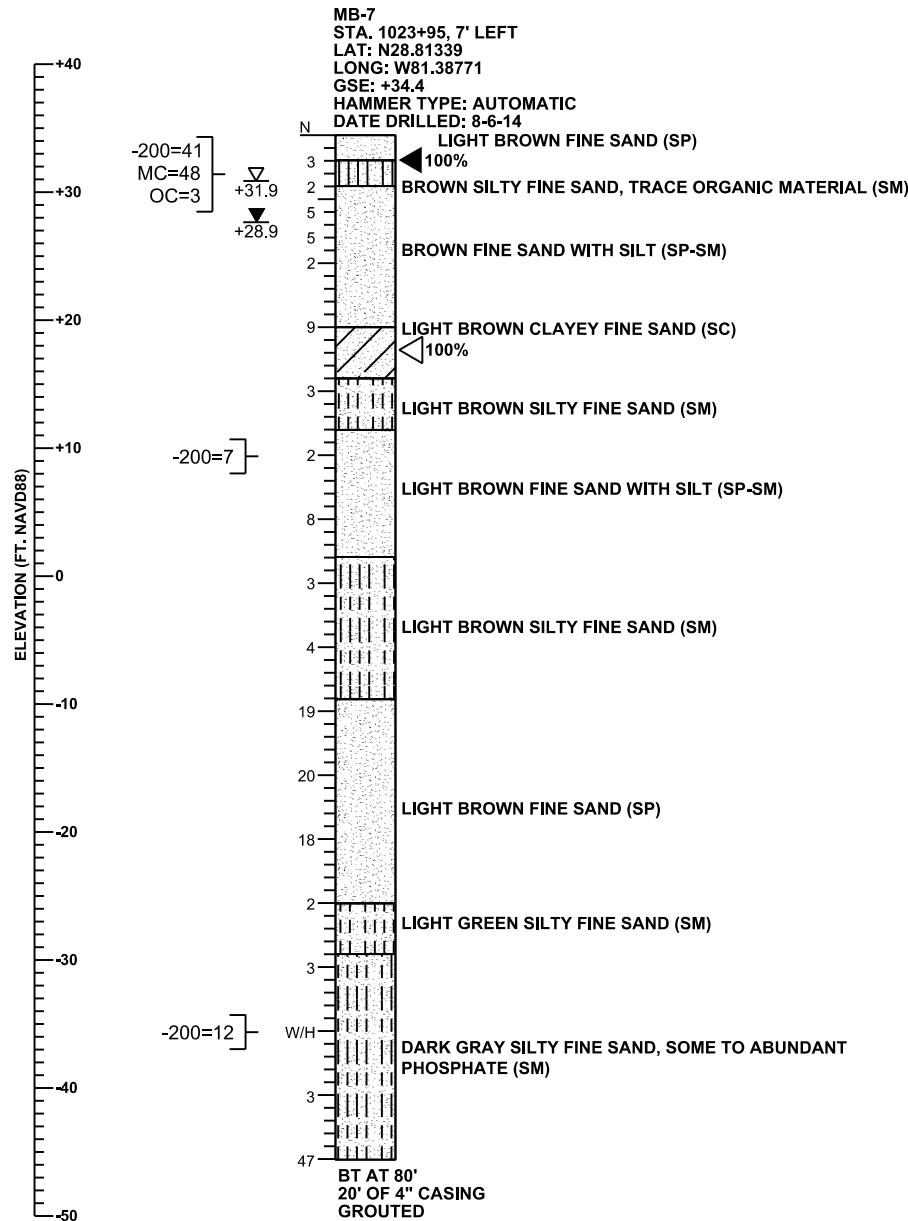 MB-7
STA. 1023+95, 7' LEFT
LAT: N28.81339
LONG: W81.38771
GSE: +34.4
HAMMER TYPE: AUTOMATIC
DATE DRILLED: 8-6-14
+40
N
LIGHT BROWN FINE SAND (SP)
-200=41
MC=48
OC=3
3
100%
+31.9
+30
2
BROWN SILTY FINE SAND, TRACE ORGANIC MATERIAL (SM)
5
+28.9
5
BROWN FINE SAND WITH SILT (SP-SM)
2
+20
9
LIGHT BROWN CLAYEY FINE SAND (SC)
100%
3
LIGHT BROWN SILTY FINE SAND (SM)
+10
-200=7
2
LIGHT BROWN FINE SAND WITH SILT (SP-SM)
8
0
3
ELEVATION (FT. NAVD88)
LIGHT BROWN SILTY FINE SAND (SM)
4
-10
19
20
LIGHT BROWN FINE SAND (SP)
-20
18
2
LIGHT GREEN SILTY FINE SAND (SM)
-30
3
-200=12
W/H
DARK GRAY SILTY FINE SAND, SOME TO ABUNDANT
PHOSPHATE (SM)
-40
3
47
BT AT 80'
20' OF 4" CASING
GROUTED
-50